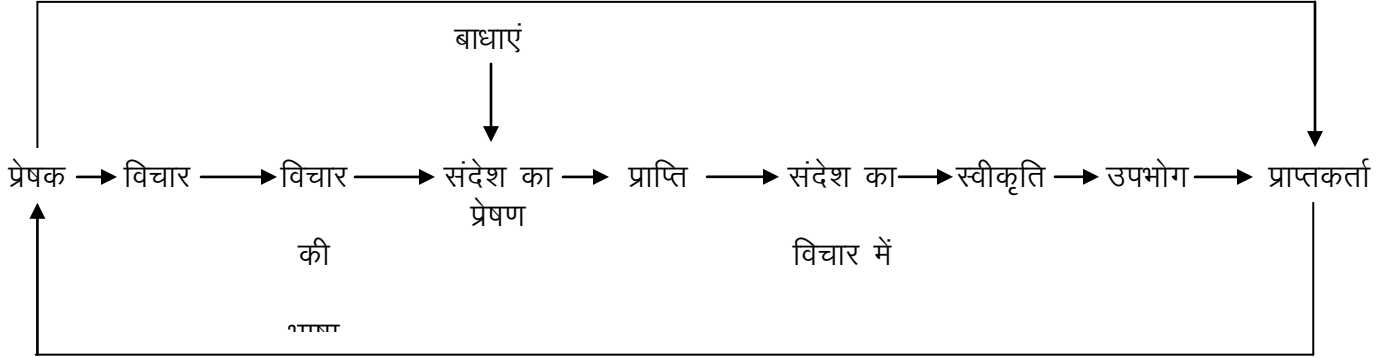 बाधाएं
प्रेषक विचार विचार संदेश का प्राप्ति संदेश का स्वीकृति उपभोग प्राप्तकर्ता
प्रेषण
की विचार में